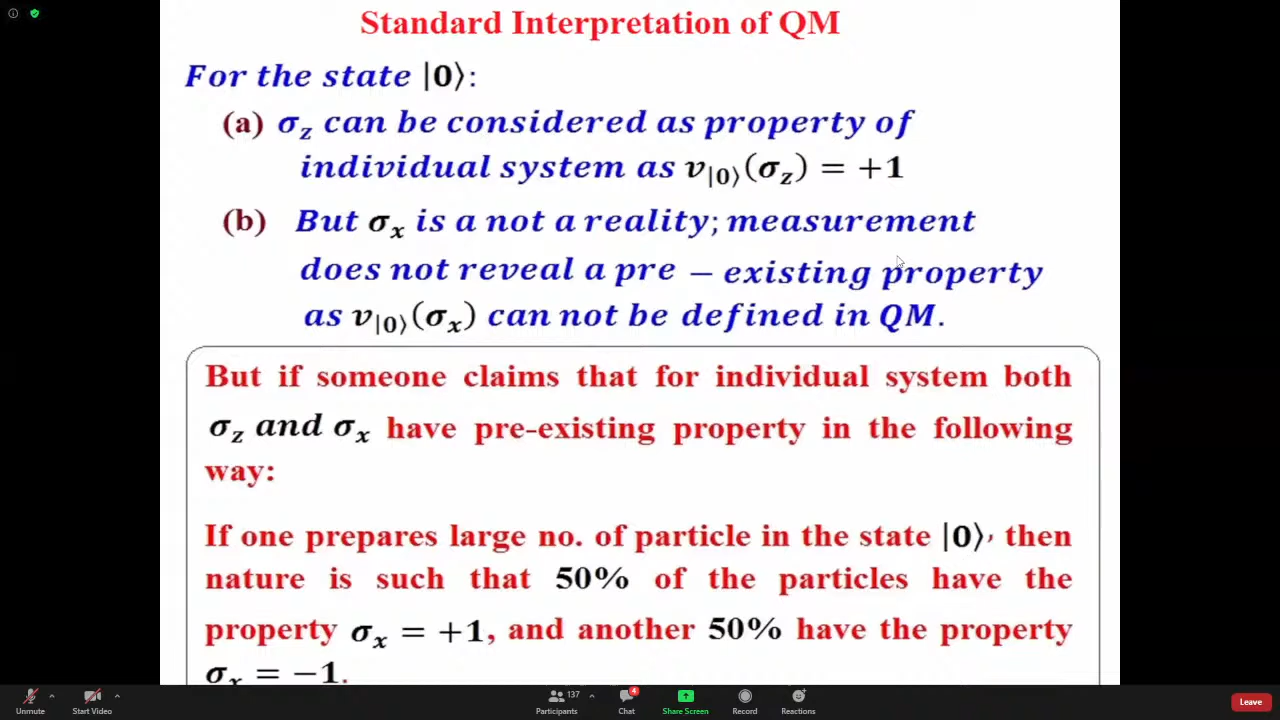 Standard Interpretation of QM
For the state |0⟩:
(a) σz can be considered as property of
individual system as v|0⟩(σz) = +1
(b) But σx is a not a reality; measurement
does not reveal a pre – existing property
as v|0⟩(σx) can not be defined in QM.
But if someone claims that for individual system both
σz and σx have pre-existing property in the following
way:
If one prepares large no. of particle in the state |0⟩, then
nature is such that 50% of the particles have the
property σx = +1, and another 50% have the property
σx = −1.
Unmute
Start Video
137
Participants
4
Chat
Share Screen
Record
Reactions
Leave